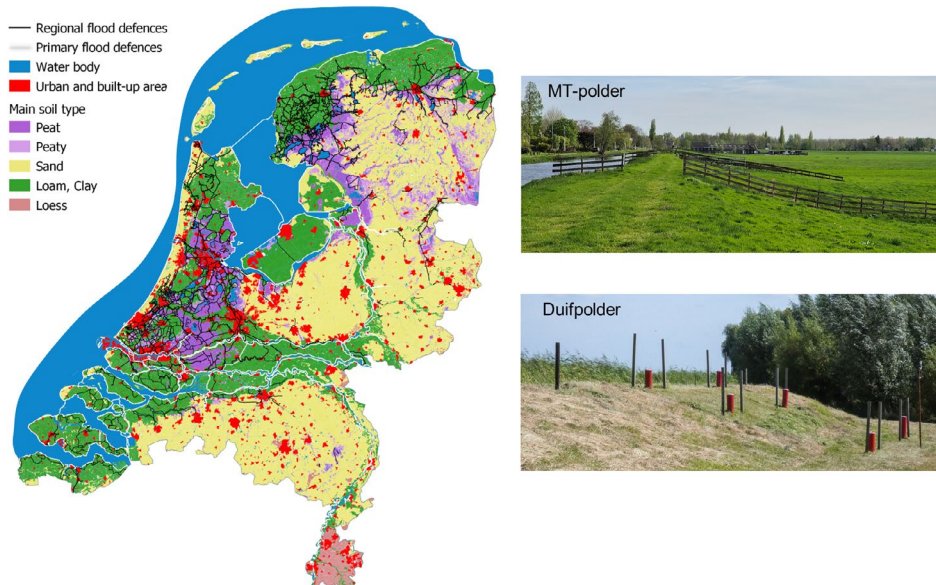 Regional flood defences
Primary flood defences
Water body
Urban and built-up area
Main soil type
Peat
Peaty
Sand
Loam, Clay
Loess
MT-polder
Duifpolder